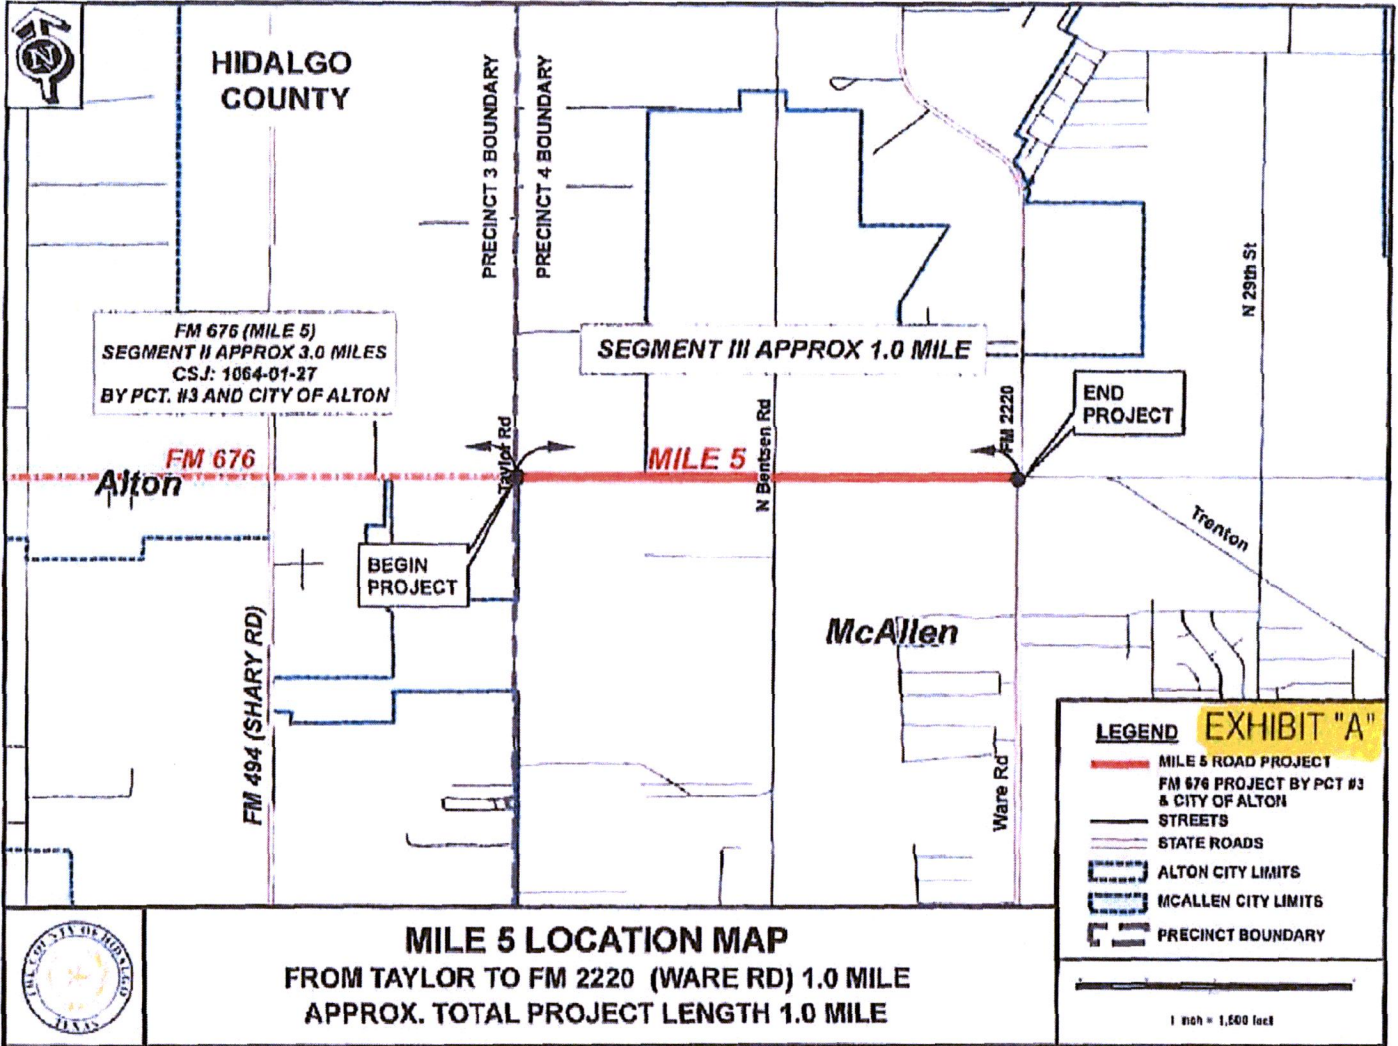 N
HIDALGO
COUNTY
PRECINCT 3 BOUNDARY
PRECINCT 4 BOUNDARY
N 29th St
FM 676 (MILE 5)
SEGMENT II APPROX 3.0 MILES
CSJ: 1064-01-27
BY PCT. #3 AND CITY OF ALTON
SEGMENT III APPROX 1.0 MILE
END
PROJECT
FM 2220
N Bentsen Rd
Taylor Rd
FM 676
MILE 5
Alton
Trenton
BEGIN
PROJECT
McAllen
FM 494 (SHARY RD)
Ware Rd
LEGEND
EXHIBIT "A"
MILE 5 ROAD PROJECT
FM 676 PROJECT BY PCT #3
& CITY OF ALTON
STREETS
STATE ROADS
ALTON CITY LIMITS
MCALLEN CITY LIMITS
PRECINCT BOUNDARY
1 inch = 1,600 feet
THE COUNTY OF HIDALGO
TEXAS
MILE 5 LOCATION MAP
FROM TAYLOR TO FM 2220 (WARE RD) 1.0 MILE
APPROX. TOTAL PROJECT LENGTH 1.0 MILE